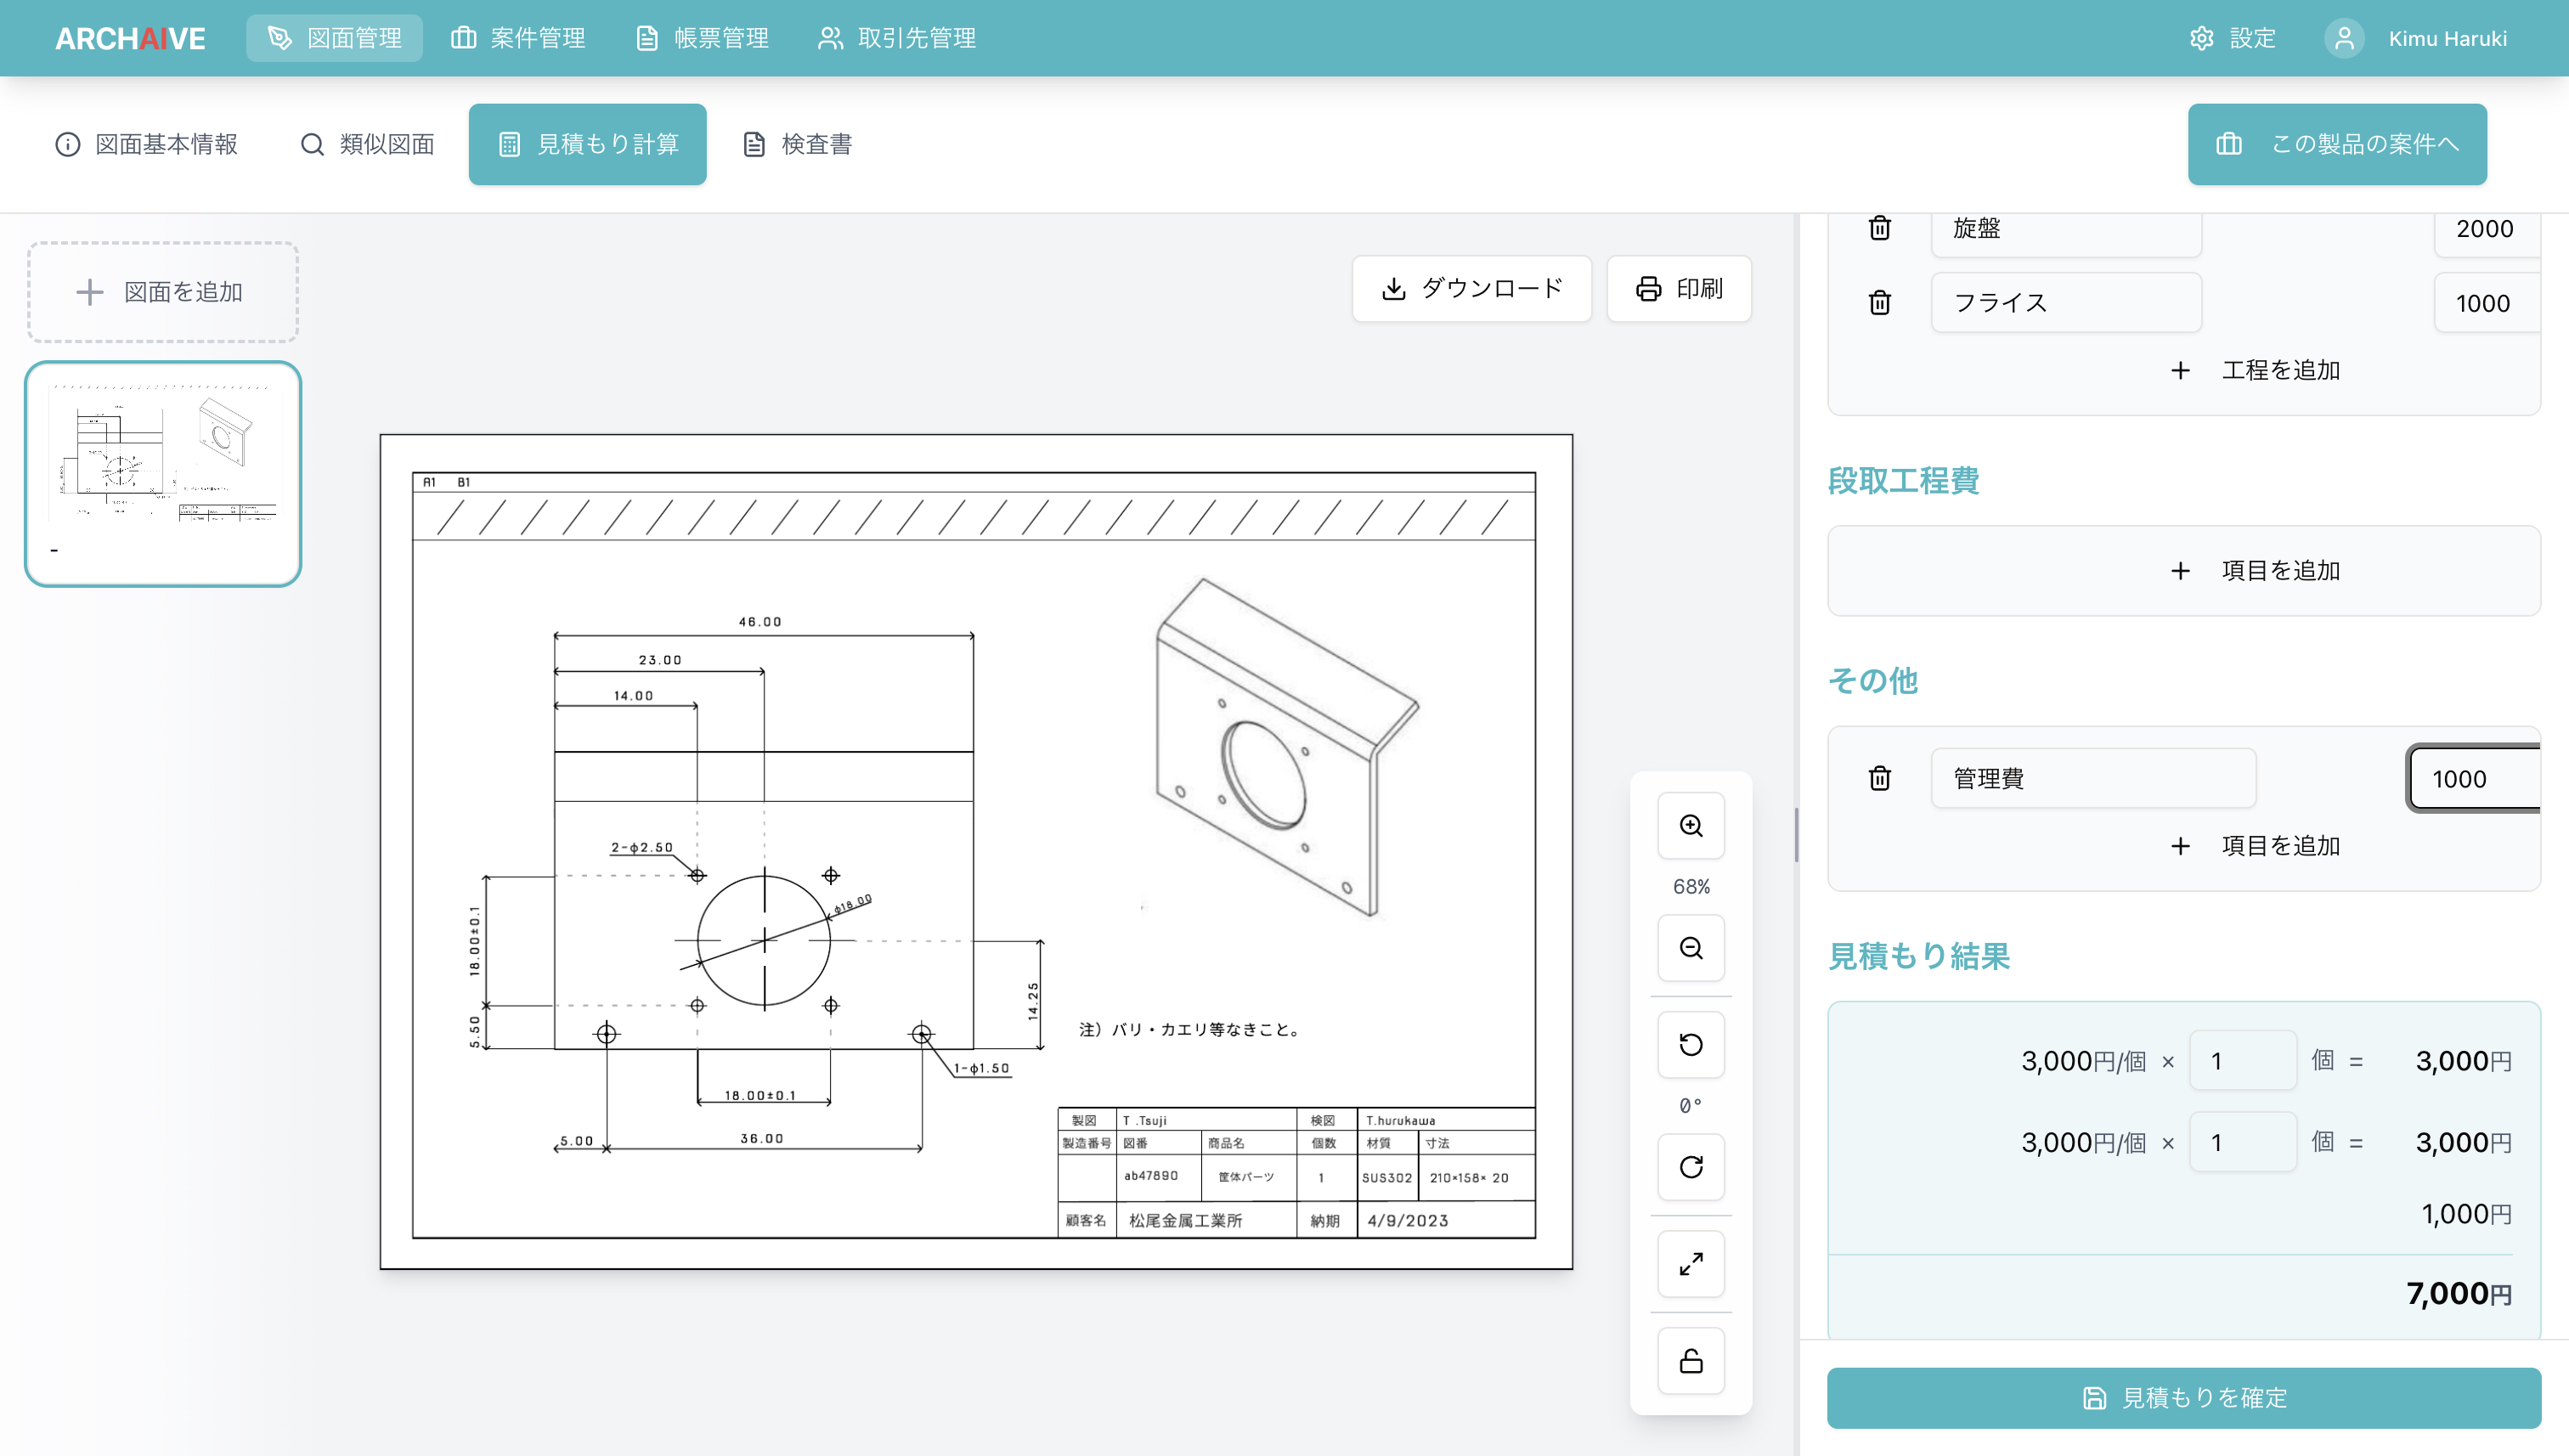 ARCHAIVE 図面管理 案件管理 帳票管理 取引先管理 設定 Kimu Haruki
図面基本情報 類似図面 見積もり計算 検査書 この製品の案件へ
図面を追加
-
ダウンロード 印刷
A1 B1
46.00
23.00
14.00
2-φ2.50
φ18.00
18.00±0.1
5.50
14.25
1-φ1.50
18.00±0.1
5.00 36.00
注）バリ・カエリ等なきこと。
製図 T .Tsuji 検図 T.hurukawa
製造番号 図番 商品名 個数 材質 寸法
ab47890 筐体パーツ 1 SUS302 210×158× 20
顧客名 松尾金属工業所 納期 4/9/2023
68%
0°
旋盤 2000
フライス 1000
工程を追加
段取工程費
項目を追加
その他
管理費 1000
項目を追加
見積もり結果
3,000円/個 × 1 個 = 3,000円
3,000円/個 × 1 個 = 3,000円
1,000円
7,000円
見積もりを確定